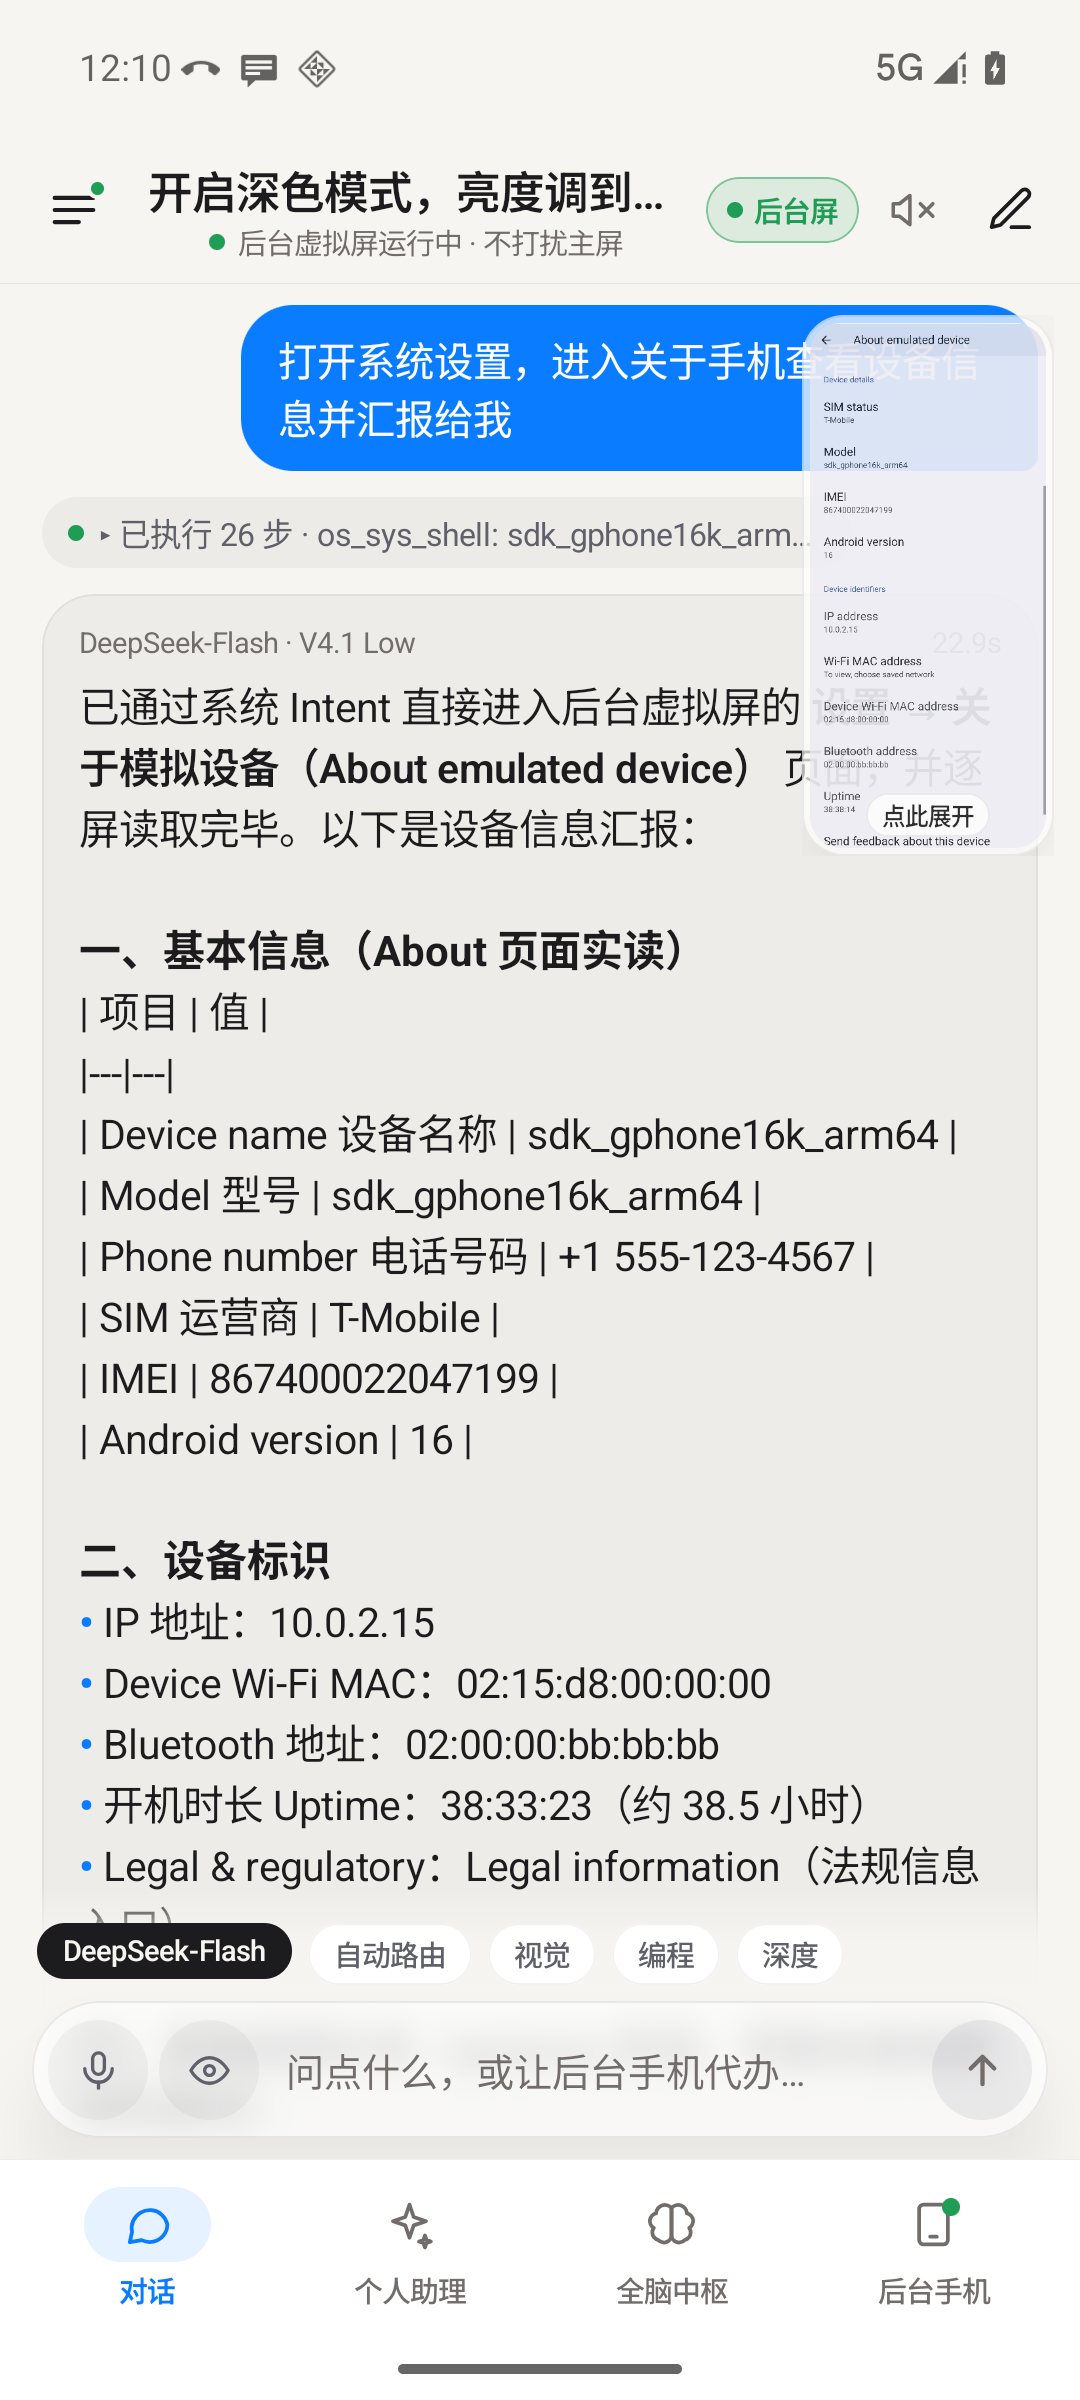 12:10
5G
开启深色模式，亮度调到...
后台虚拟屏运行中 · 不打扰主屏
后台屏
打开系统设置，进入关于手机查看设备信
息并汇报给我
▸ 已执行 26 步 · os_sys_shell: sdk_gphone16k_arm...
About emulated device
Device details
SIM status
T-Mobile
Model
sdk_gphone16k_arm64
IMEI
867400022047199
Android version
16
Device identifiers
IP address
10.0.2.15
Wi-Fi MAC address
To view, choose saved network
Device Wi-Fi MAC address
02:15:d8:00:00:00
Bluetooth address
02:00:00:bb:bb:bb
Uptime
38:38:14
点此展开
Send feedback about this device
DeepSeek-Flash · V4.1 Low
22.9s
已通过系统 Intent 直接进入后台虚拟屏的 设置 → 关
于模拟设备（About emulated device） 页面，并逐
屏读取完毕。以下是设备信息汇报：
一、基本信息（About 页面实读）
| 项目 | 值 |
|---|---|
| Device name 设备名称 | sdk_gphone16k_arm64 |
| Model 型号 | sdk_gphone16k_arm64 |
| Phone number 电话号码 | +1 555-123-4567 |
| SIM 运营商 | T-Mobile |
| IMEI | 867400022047199 |
| Android version | 16 |
二、设备标识
• IP 地址：10.0.2.15
• Device Wi-Fi MAC：02:15:d8:00:00:00
• Bluetooth 地址：02:00:00:bb:bb:bb
• 开机时长 Uptime：38:33:23（约 38.5 小时）
• Legal & regulatory：Legal information（法规信息
入口）
DeepSeek-Flash
自动路由
视觉
编程
深度
问点什么，或让后台手机代办...
对话
个人助理
全脑中枢
后台手机